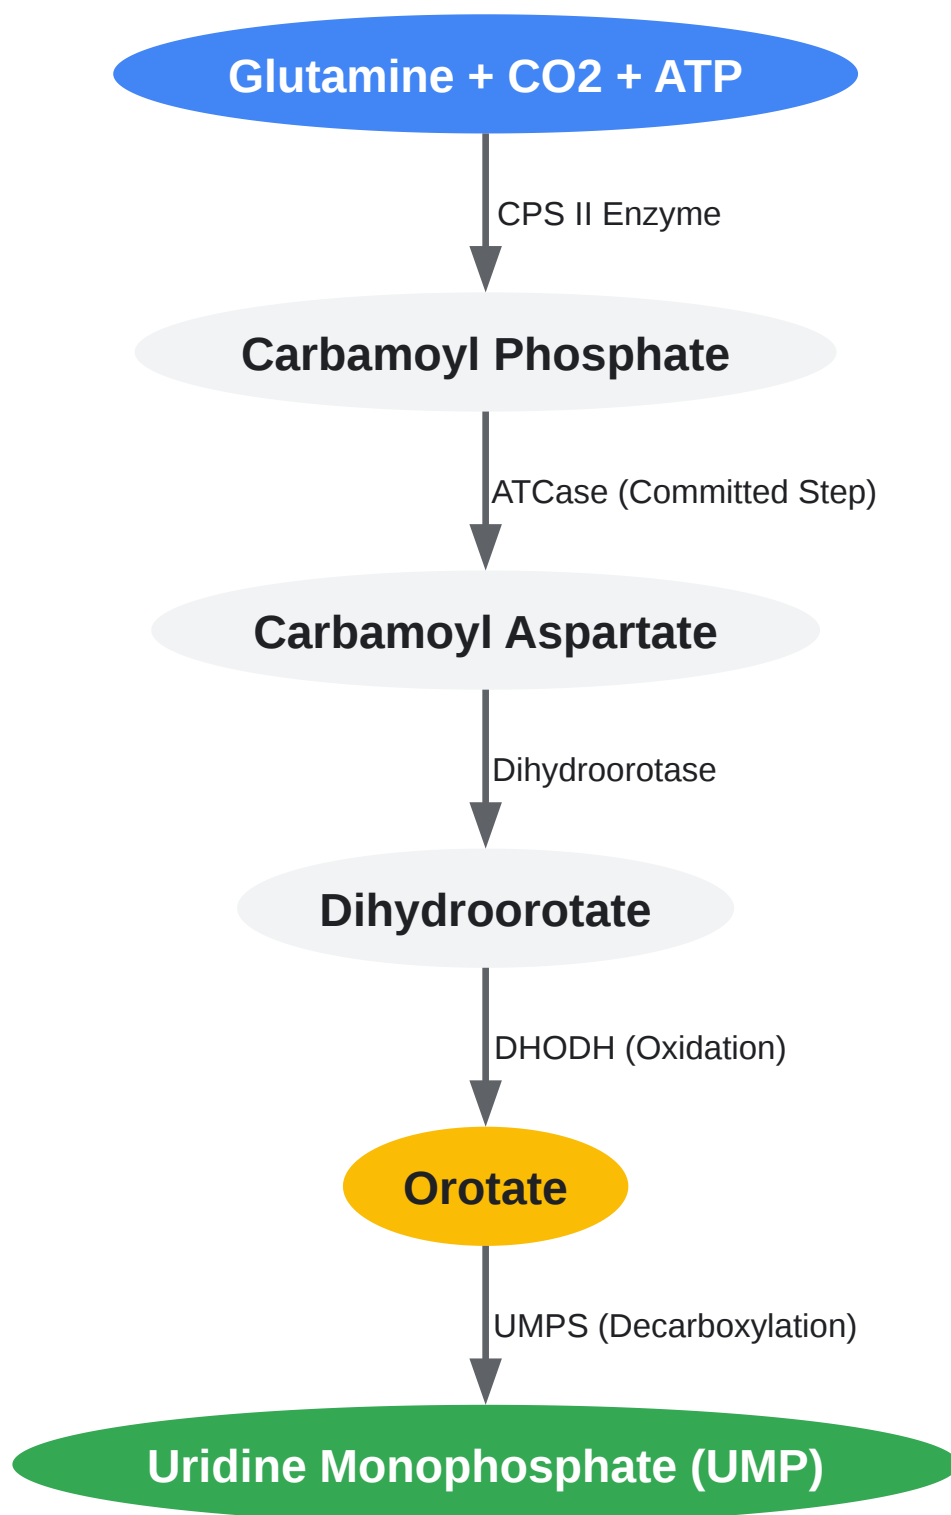 Glutamine + CO2 + ATP
CPS II Enzyme
Carbamoyl Phosphate
ATCase (Committed Step)
Carbamoyl Aspartate
Dihydroorotase
Dihydroorotate
DHODH (Oxidation)
Orotate
UMPS (Decarboxylation)
Uridine Monophosphate (UMP)